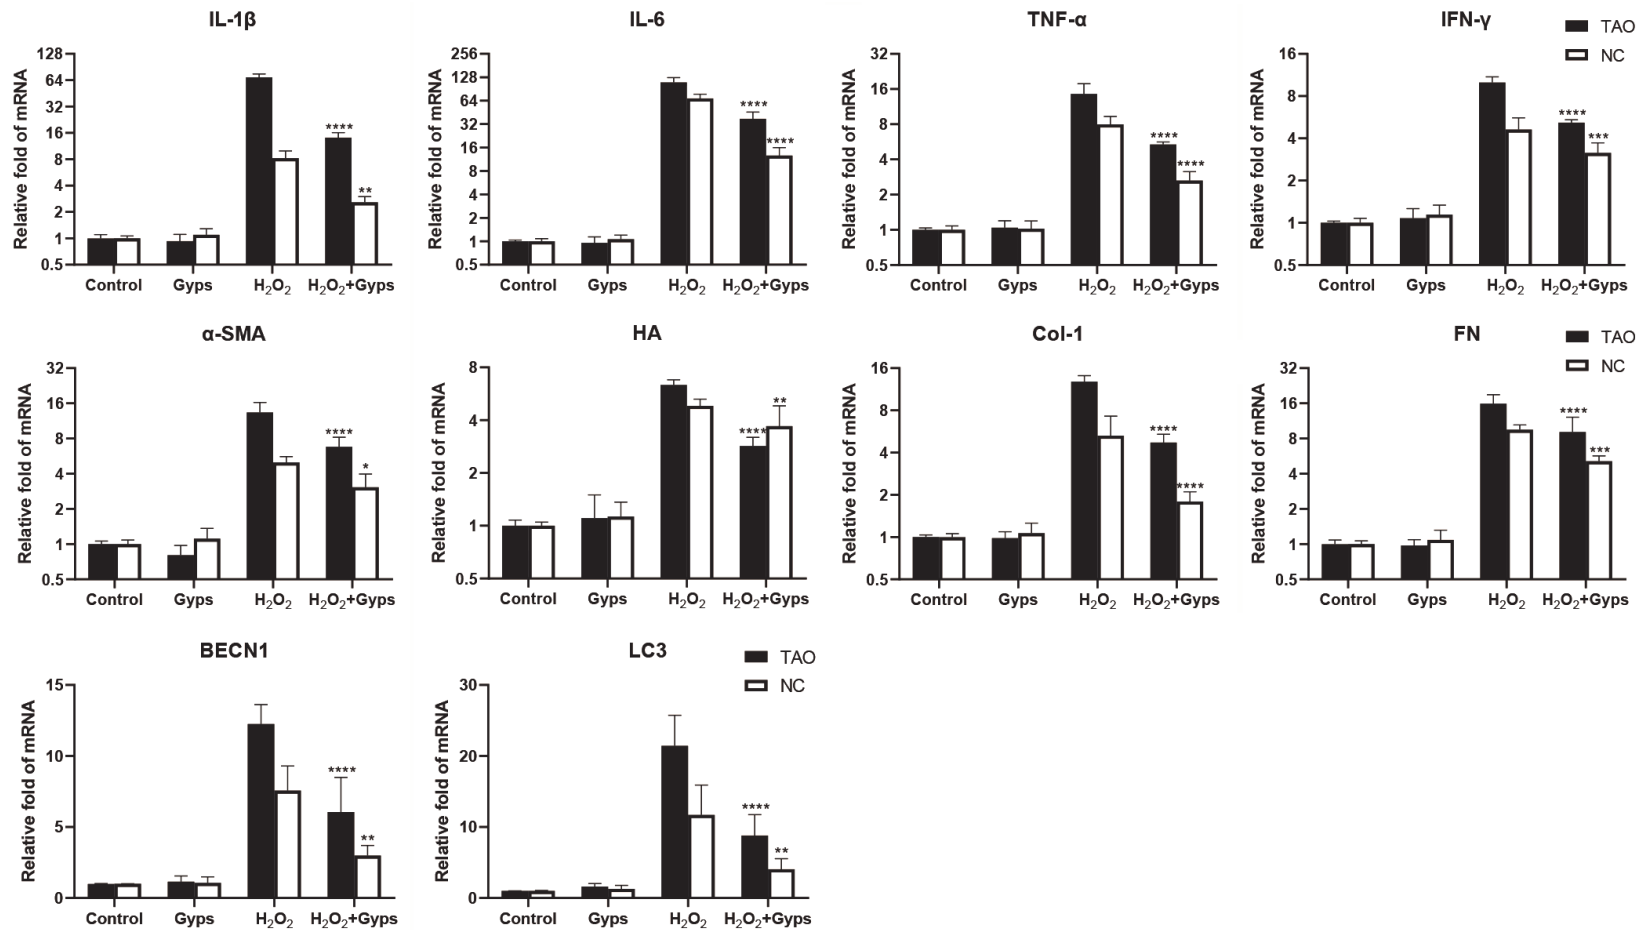 IL-1β
Relative fold of mRNA
128
64
32
16
8
4
2
1
0.5
****
**
Control
Gyps
H₂O₂
H₂O₂+Gyps
IL-6
Relative fold of mRNA
256
128
64
32
16
8
4
2
1
0.5
****
****
Control
Gyps
H₂O₂
H₂O₂+Gyps
TNF-α
Relative fold of mRNA
32
16
8
4
2
1
0.5
****
****
Control
Gyps
H₂O₂
H₂O₂+Gyps
IFN-γ
TAO
NC
Relative fold of mRNA
16
8
4
2
1
0.5
****
***
Control
Gyps
H₂O₂
H₂O₂+Gyps
α-SMA
Relative fold of mRNA
32
16
8
4
2
1
0.5
****
*
Control
Gyps
H₂O₂
H₂O₂+Gyps
HA
Relative fold of mRNA
8
4
2
1
0.5
****
**
Control
Gyps
H₂O₂
H₂O₂+Gyps
Col-1
Relative fold of mRNA
16
8
4
2
1
0.5
****
****
Control
Gyps
H₂O₂
H₂O₂+Gyps
FN
TAO
NC
Relative fold of mRNA
32
16
8
4
2
1
0.5
****
***
Control
Gyps
H₂O₂
H₂O₂+Gyps
BECN1
Relative fold of mRNA
15
10
5
0
****
**
Control
Gyps
H₂O₂
H₂O₂+Gyps
LC3
TAO
NC
Relative fold of mRNA
30
20
10
0
****
**
Control
Gyps
H₂O₂
H₂O₂+Gyps